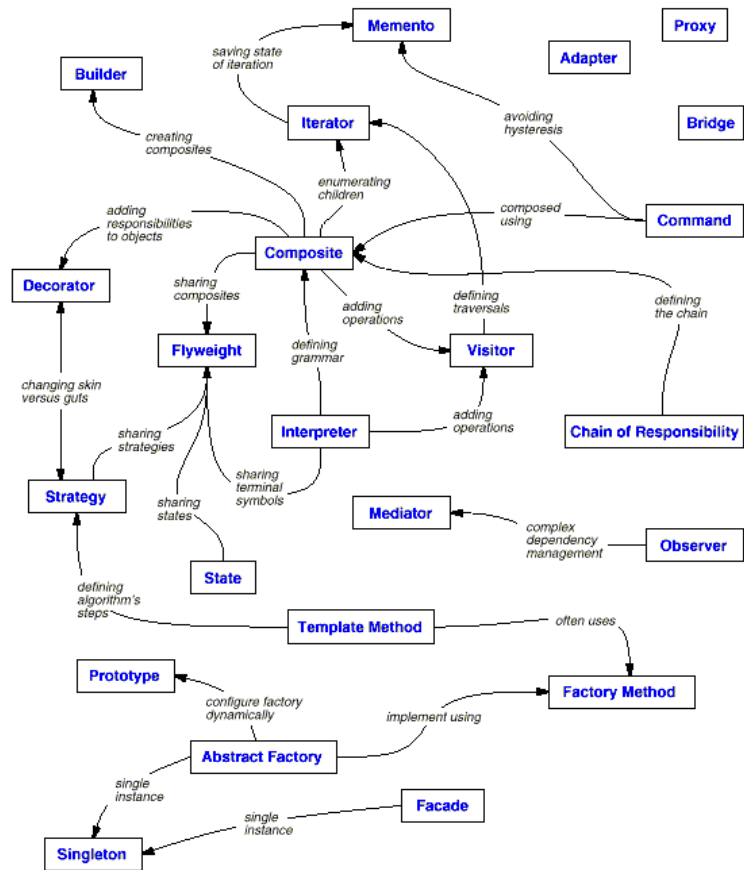 Memento
Proxy
saving state
of iteration
Adapter
Builder
avoiding
hysteresis
Iterator
Bridge
creating
composites
enumerating
children
adding
responsibilities
to objects
composed
using
Command
Composite
Decorator
sharing
composites
adding
operations
defining
traversals
defining
the chain
Flyweight
defining
grammar
Visitor
changing skin
versus guts
sharing
strategies
Interpreter
adding
operations
Chain of Responsibility
Strategy
sharing
terminal
symbols
sharing
states
Mediator
complex
dependency
management
Observer
State
defining
algorithm's
steps
Template Method
often uses
Prototype
Factory Method
configure factory
dynamically
implement using
Abstract Factory
single
instance
Facade
single
instance
Singleton